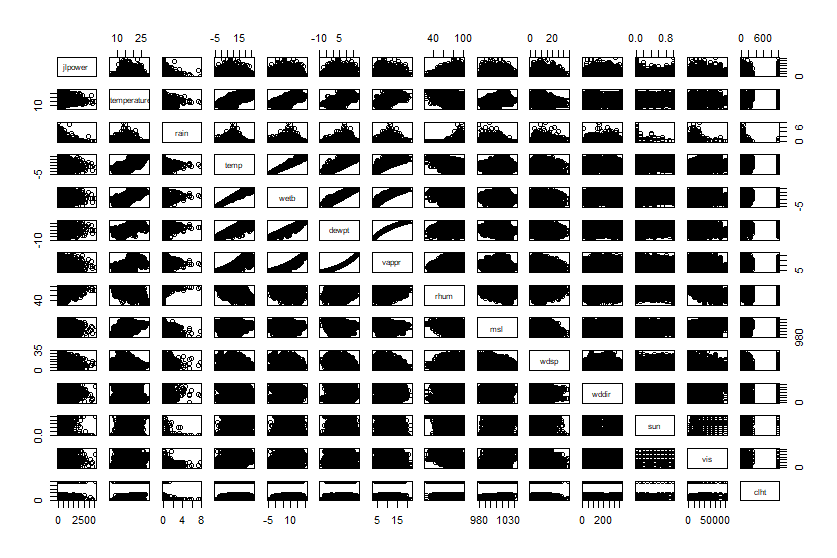 10 25 -5 15 -10 5 40 100 0 20 0.0 0.8 0 600
jlpower 0
10 temperature
rain 0 6
-5 temp
wetb -5
-10 dewpt
vappr 5
40 rhum
msl 980
0 35 wdsp
wddir 0
0.0 sun
vis 0
0 clht
0 2500 0 4 8 -5 10 5 15 980 1030 0 200 0 50000